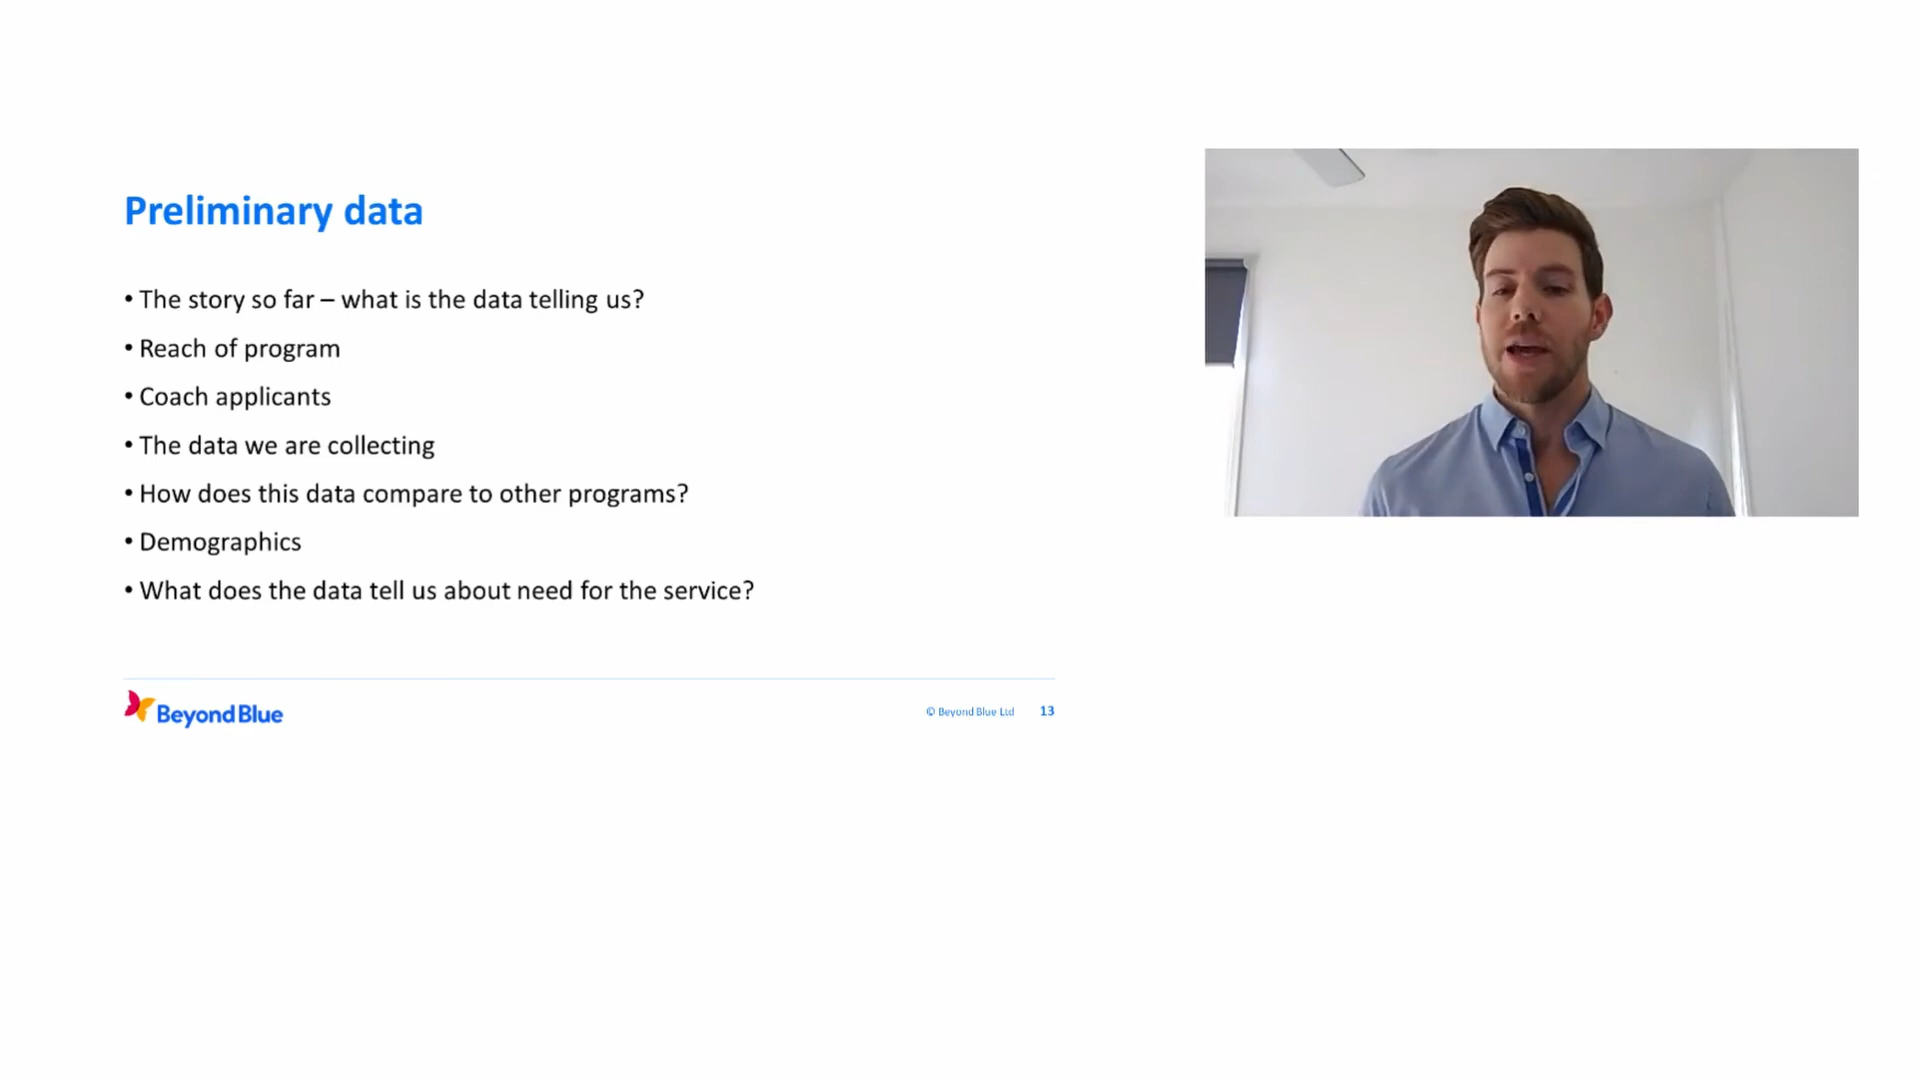 Preliminary data
• The story so far – what is the data telling us?
• Reach of program
• Coach applicants
• The data we are collecting
• How does this data compare to other programs?
• Demographics
• What does the data tell us about need for the service?
Beyond Blue
© Beyond Blue Ltd 13